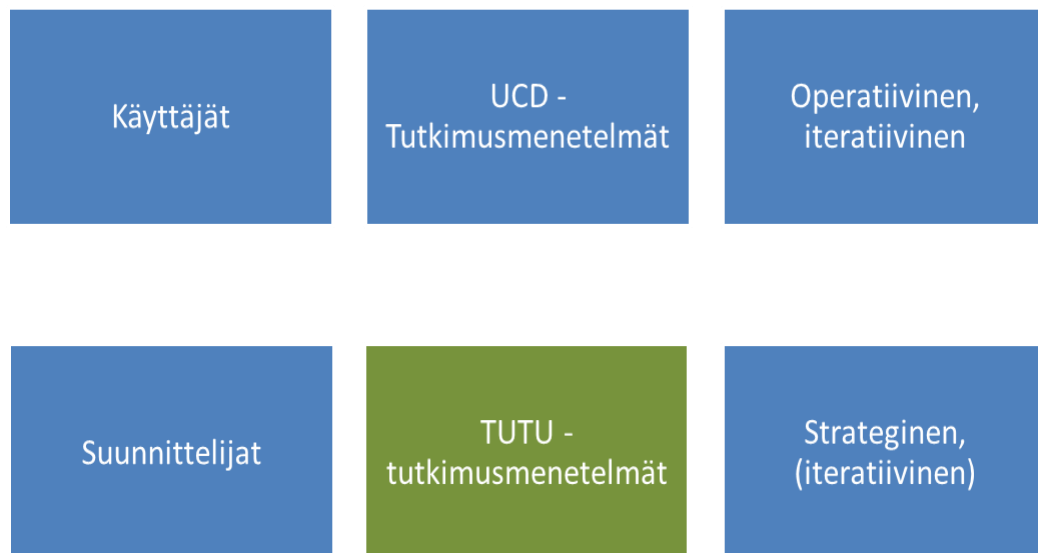 Käyttäjät
UCD -
Tutkimusmenetelmät
Operatiivinen,
iteratiivinen
Suunnittelijat
TUTU -
tutkimusmenetelmät
Strateginen,
(iteratiivinen)